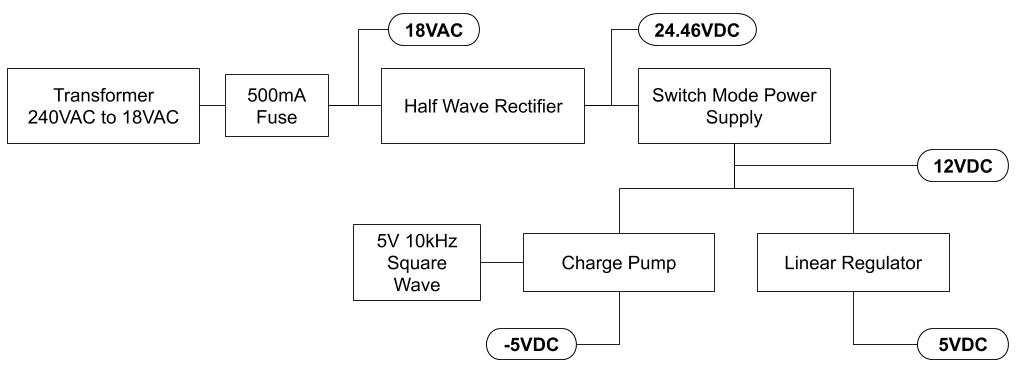 18VAC
24.46VDC
Transformer
240VAC to 18VAC
500mA
Fuse
Half Wave Rectifier
Switch Mode Power
Supply
12VDC
5V 10kHz
Square
Wave
Charge Pump
Linear Regulator
-5VDC
5VDC